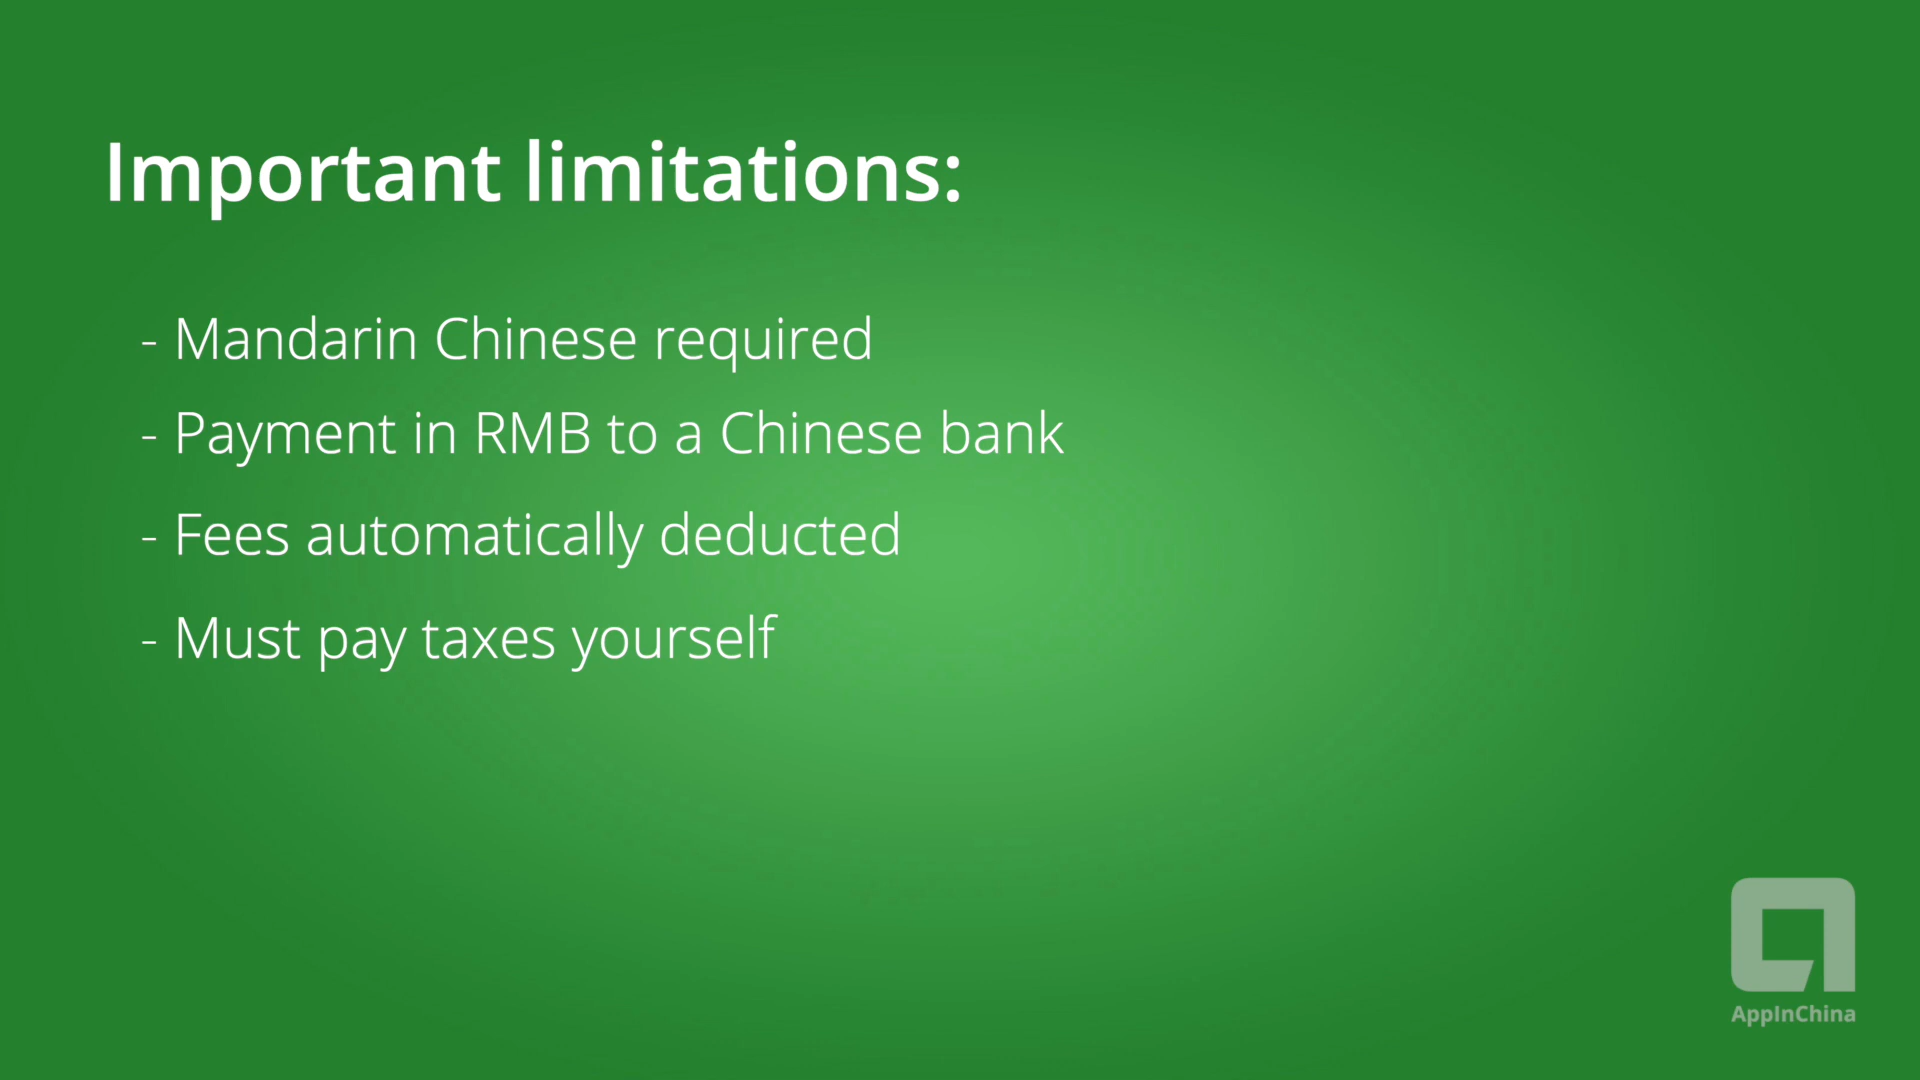 Important limitations:
- Mandarin Chinese required
- Payment in RMB to a Chinese bank
- Fees automatically deducted
- Must pay taxes yourself
AppInChina